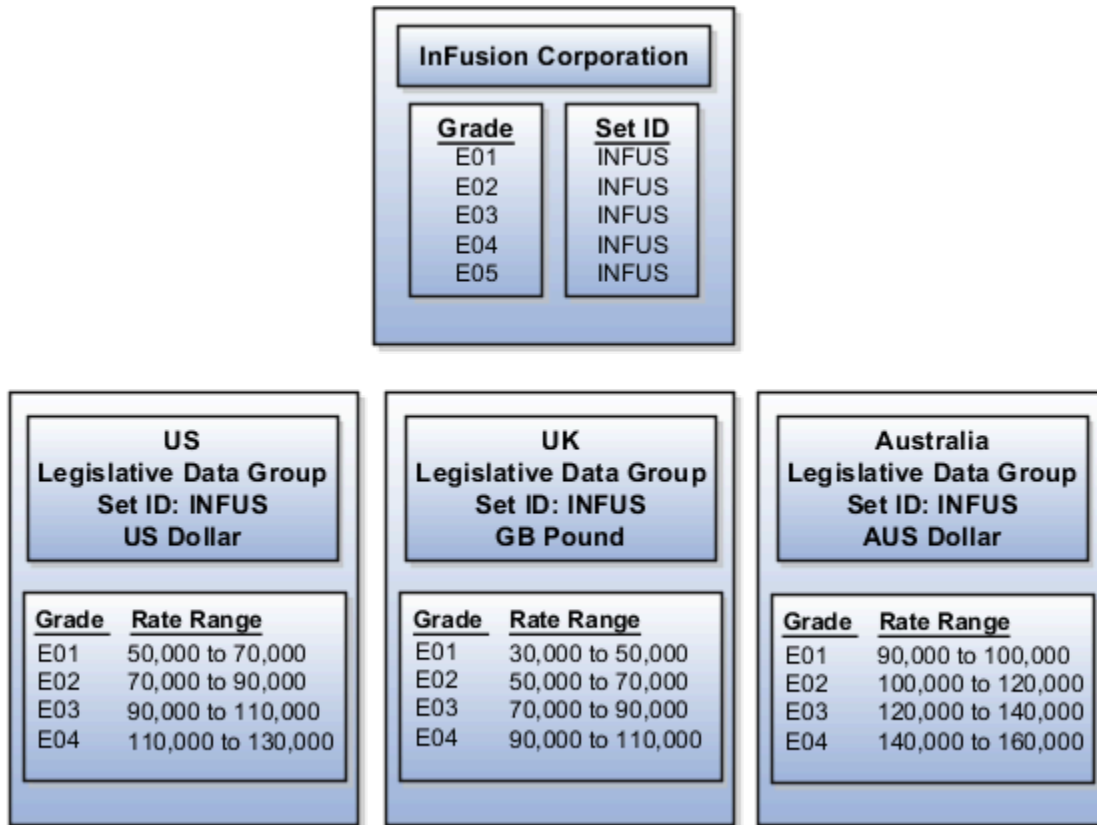 InFusion Corporation
Grade Set ID
E01 INFUS
E02 INFUS
E03 INFUS
E04 INFUS
E05 INFUS
US
Legislative Data Group
Set ID: INFUS
US Dollar
Grade Rate Range
E01 50,000 to 70,000
E02 70,000 to 90,000
E03 90,000 to 110,000
E04 110,000 to 130,000
UK
Legislative Data Group
Set ID: INFUS
GB Pound
Grade Rate Range
E01 30,000 to 50,000
E02 50,000 to 70,000
E03 70,000 to 90,000
E04 90,000 to 110,000
Australia
Legislative Data Group
Set ID: INFUS
AUS Dollar
Grade Rate Range
E01 90,000 to 100,000
E02 100,000 to 120,000
E03 120,000 to 140,000
E04 140,000 to 160,000